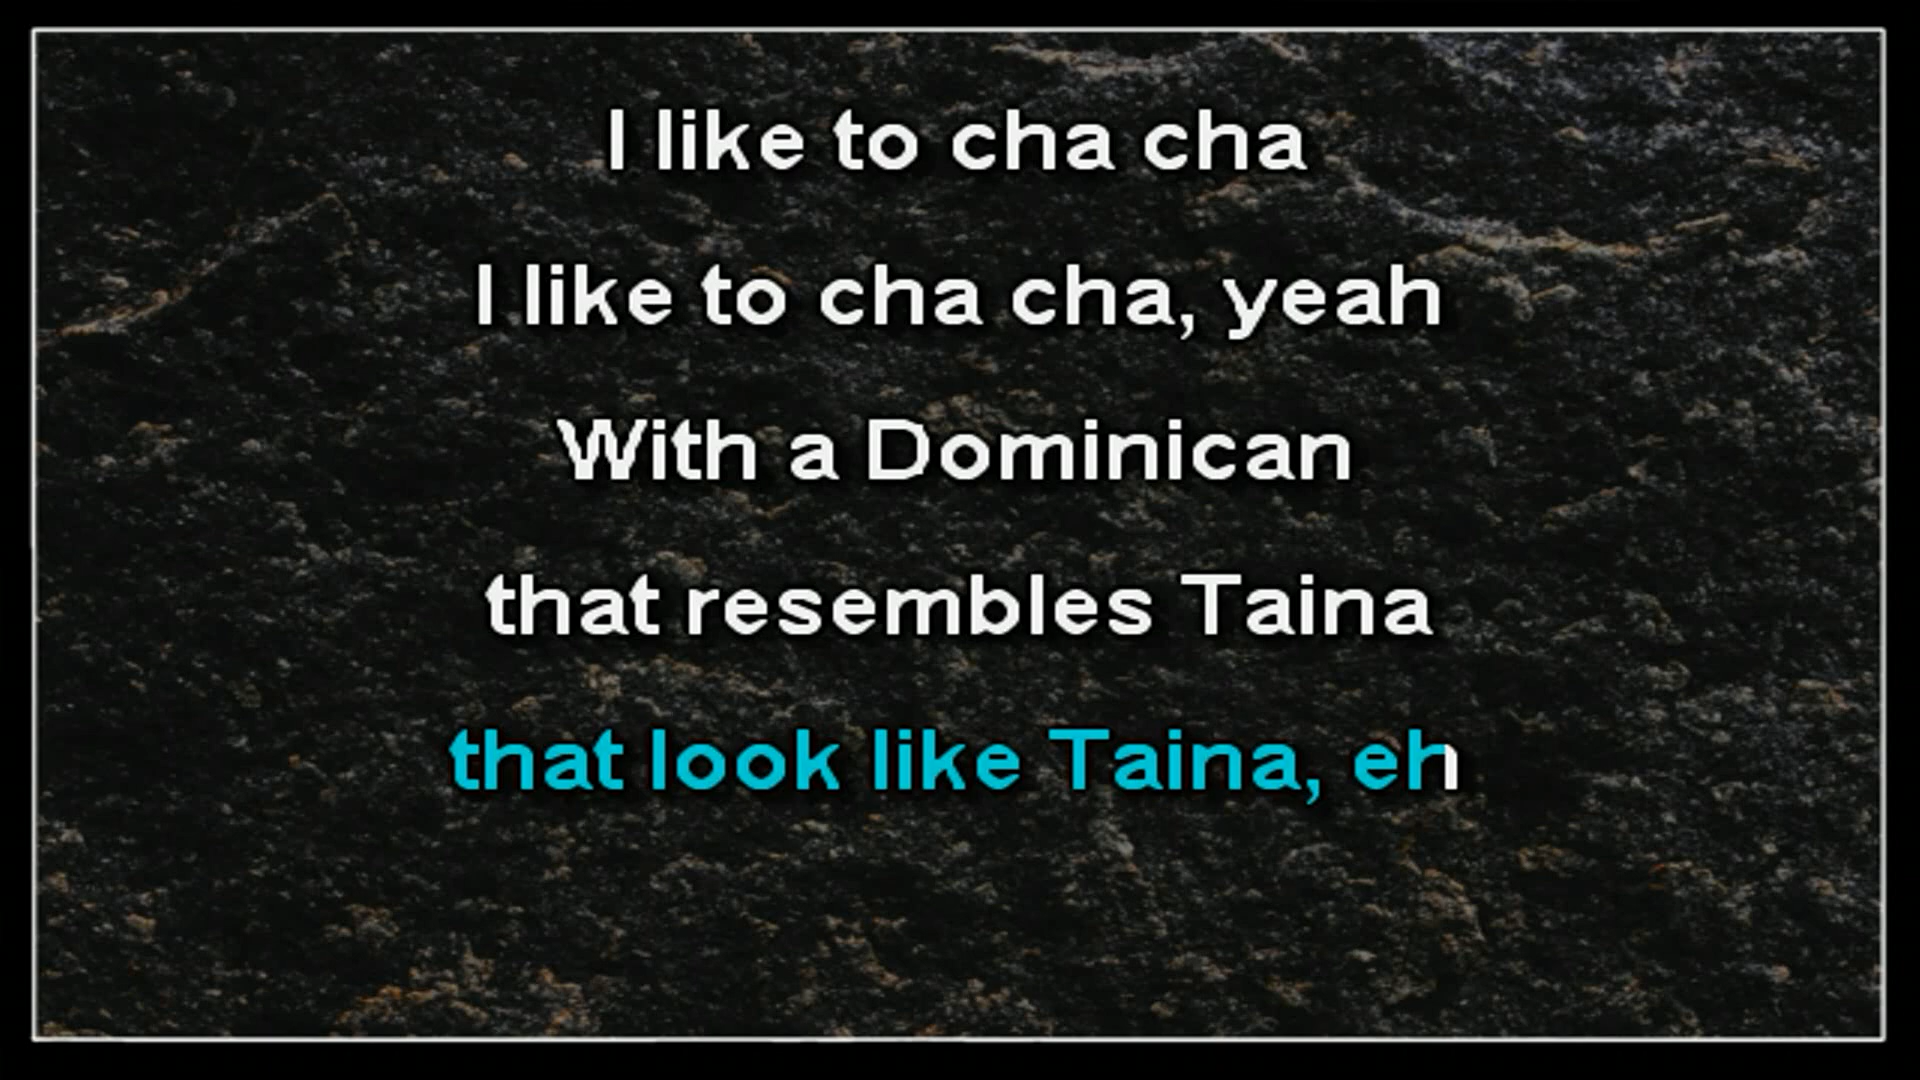 I like to cha cha
I like to cha cha, yeah
With a Dominican
that resembles Taina
that look like Taina, eh